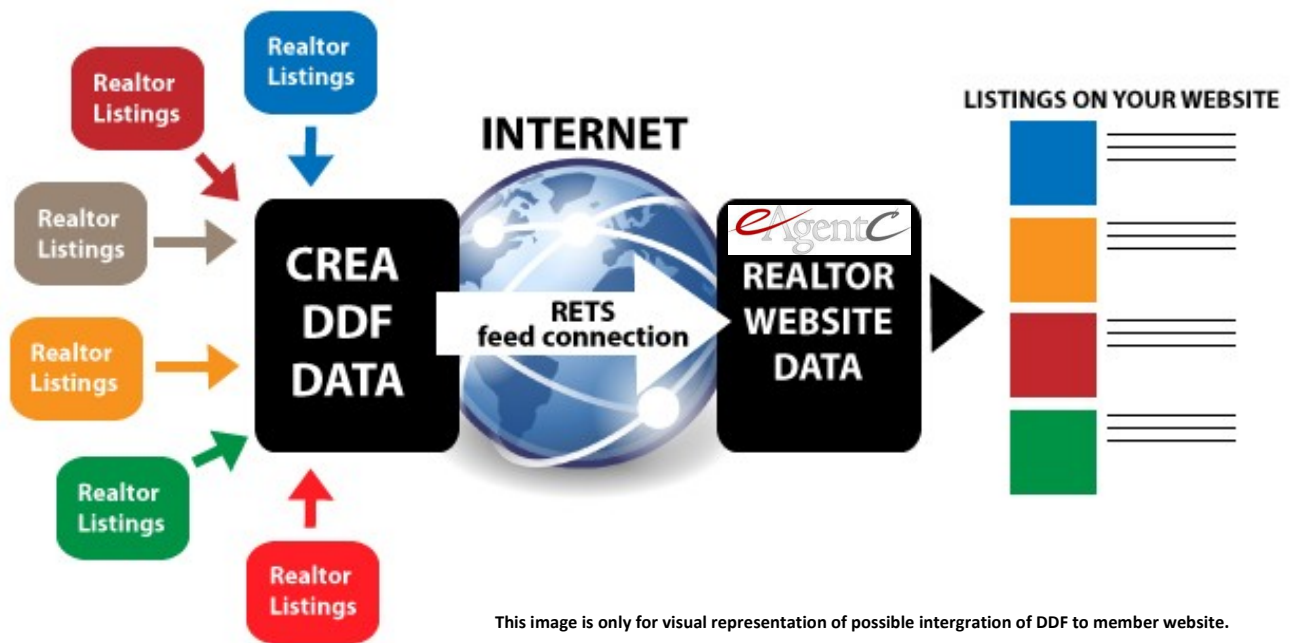 Realtor
Listings
Realtor
Listings
Realtor
Listings
Realtor
Listings
Realtor
Listings
Realtor
Listings
CREA
DDF
DATA
INTERNET
RETS
feed connection
eAgentC
REALTOR
WEBSITE
DATA
LISTINGS ON YOUR WEBSITE
This image is only for visual representation of possible intergration of DDF to member website.